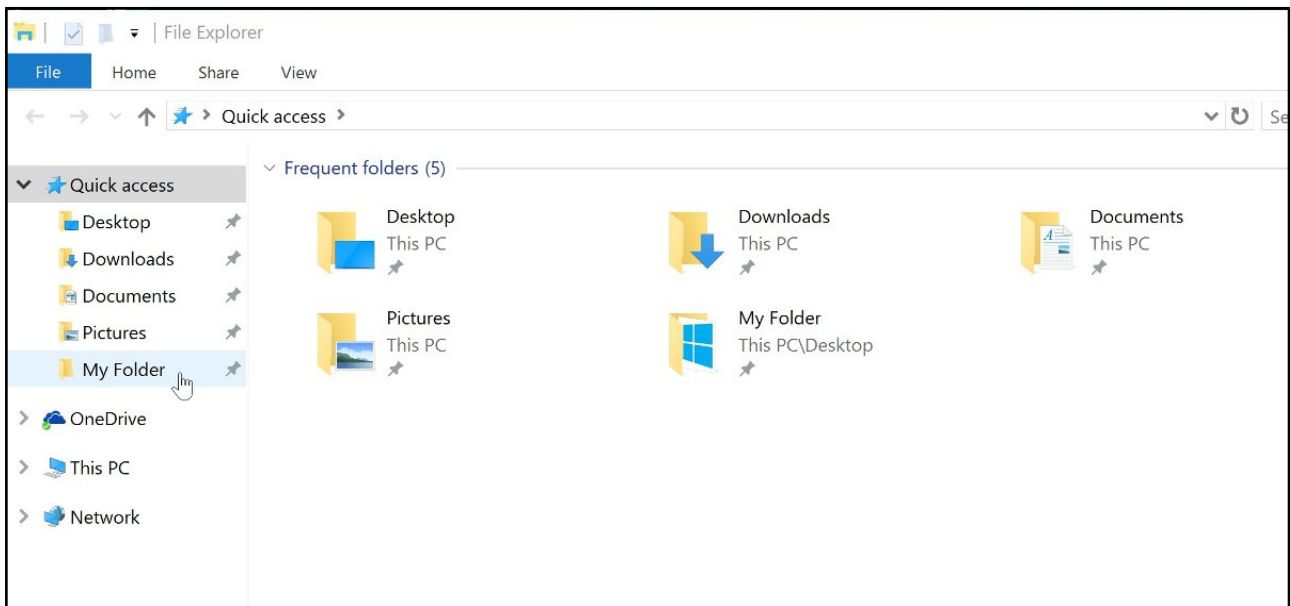 File Explorer
File Home Share View
Quick access
Se
Quick access
Desktop
Downloads
Documents
Pictures
My Folder
OneDrive
This PC
Network
Frequent folders (5)
Desktop
This PC
Downloads
This PC
Documents
This PC
Pictures
This PC
My Folder
This PC\Desktop